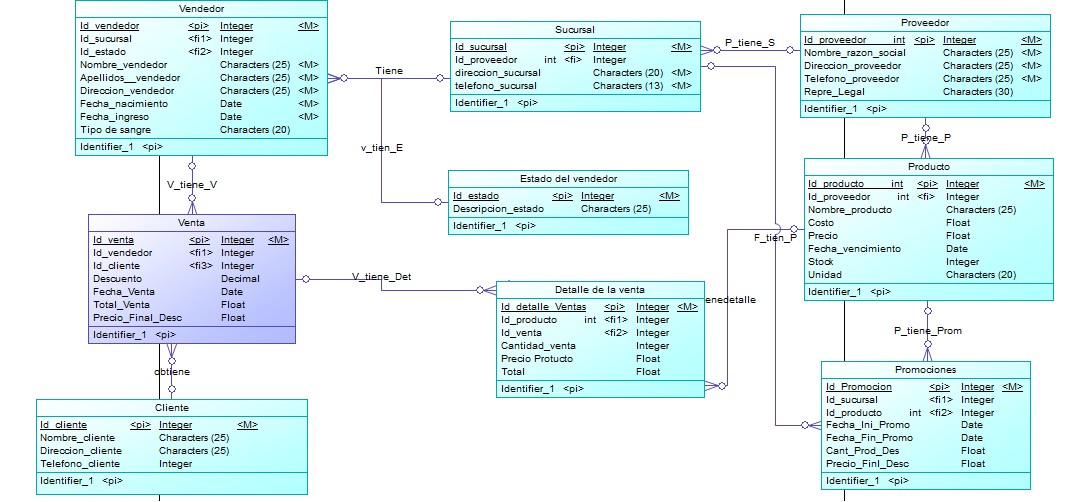 Vendedor
Id_vendedor <pi> Integer <M>
Id_sucursal <fi1> Integer
Id_estado <fi2> Integer
Nombre_vendedor Characters (25) <M>
Apellidos__vendedor Characters (25) <M>
Direccion_vendedor Characters (25) <M>
Fecha_nacimiento Date <M>
Fecha_ingreso Date <M>
Tipo de sangre Characters (20)
Identifier_1 <pi>
Tiene
Sucursal
Id_sucursal <pi> Integer <M>
Id_proveedor int <fi> Integer
direccion_sucursal Characters (20) <M>
telefono_sucursal Characters (13) <M>
Identifier_1 <pi>
P_tiene_S
Proveedor
Id_proveedor int <pi> Integer <M>
Nombre_razon_social Characters (25) <M>
Direccion_proveedor Characters (25) <M>
Telefono_proveedor Characters (25) <M>
Repre_Legal Characters (30)
Identifier_1 <pi>
v_tien_E
P_tiene_P
V_tiene_V
Estado del vendedor
Id_estado <pi> Integer <M>
Descripcion_estado Characters (25)
Identifier_1 <pi>
Producto
Id_producto int <pi> Integer <M>
Id_proveedor int <fi> Integer
Nombre_producto Characters (25)
Costo Float
Precio Float
Fecha_vencimiento Date
Stock Integer
Unidad Characters (20)
Identifier_1 <pi>
F_tien_P
Venta
Id_venta <pi> Integer <M>
Id_vendedor <fi1> Integer
Id_cliente <fi3> Integer
Descuento Decimal
Fecha_Venta Date
Total_Venta Float
Precio_Final_Desc Float
Identifier_1 <pi>
V_tiene_Det
Detalle de la venta
Id_detalle_Ventas <pi> Integer <M>
Id_producto int <fi1> Integer
Id_venta <fi2> Integer
Cantidad_venta Integer
Precio Protucto Float
Total Float
Identifier_1 <pi>
enedetalle
P_tiene_Prom
obtiene
Promociones
Id_Promocion <pi> Integer <M>
Id_sucursal <fi1> Integer
Id_producto int <fi2> Integer
Fecha_Ini_Promo Date
Fecha_Fin_Promo Date
Cant_Prod_Des Float
Precio_Finl_Desc Float
Identifier_1 <pi>
Cliente
Id_cliente <pi> Integer <M>
Nombre_cliente Characters (25)
Direccion_cliente Characters (25)
Telefono_cliente Integer
Identifier_1 <pi>